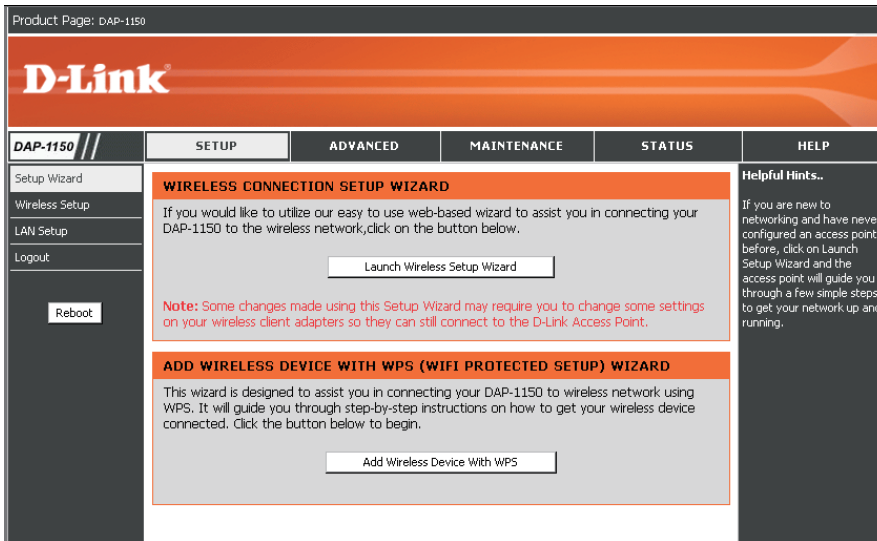 Product Page: DAP-1150
D-Link
DAP-1150
SETUP
ADVANCED
MAINTENANCE
STATUS
HELP
Setup Wizard
Wireless Setup
LAN Setup
Logout
Reboot
WIRELESS CONNECTION SETUP WIZARD
If you would like to utilize our easy to use web-based wizard to assist you in connecting your
DAP-1150 to the wireless network,click on the button below.
Launch Wireless Setup Wizard
Note: Some changes made using this Setup Wizard may require you to change some settings
on your wireless client adapters so they can still connect to the D-Link Access Point.
ADD WIRELESS DEVICE WITH WPS (WIFI PROTECTED SETUP) WIZARD
This wizard is designed to assist you in connecting your DAP-1150 to wireless network using
WPS. It will guide you through step-by-step instructions on how to get your wireless device
connected. Click the button below to begin.
Add Wireless Device With WPS
Helpful Hints..
If you are new to
networking and have neve
configured an access point
before, click on Launch
Setup Wizard and the
access point will guide you
through a few simple steps
to get your network up and
running.